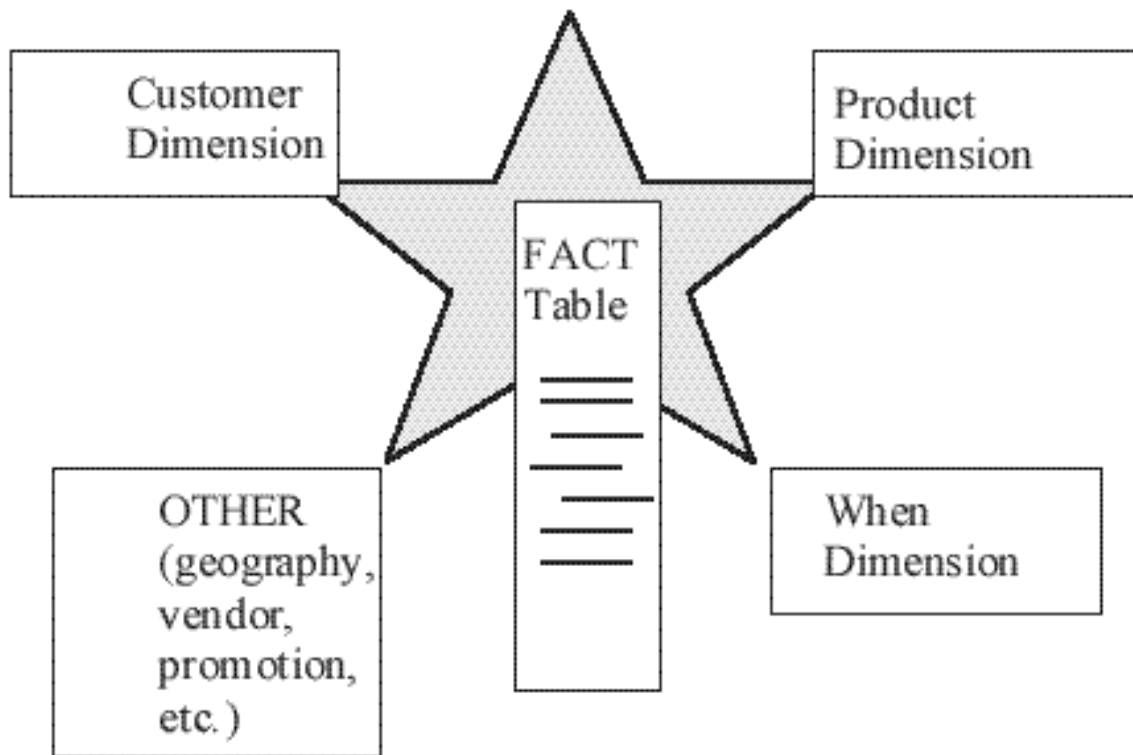 Customer
Dimension
Product
Dimension
FACT
Table
OTHER
(geography,
vendor,
promotion,
etc.)
When
Dimension